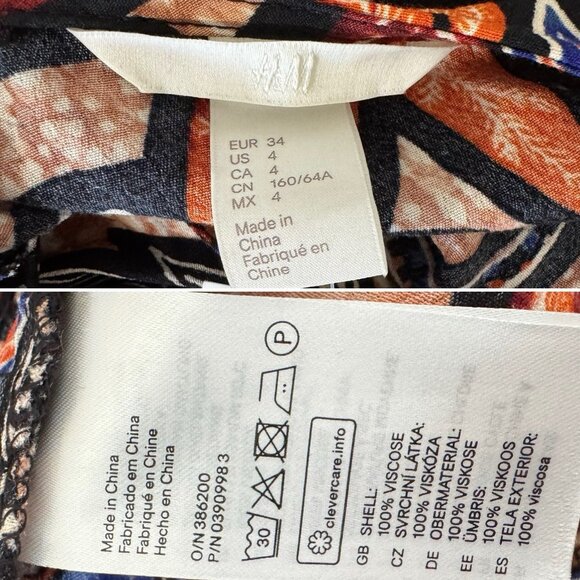 H&M
EUR 34
US 4
CA 4
CN 160/64A
MX 4
Made in
China
Fabriqué en
Chine
Made in China
Fabricado em China
Fabriqué en Chine
Hecho en China
O/N 386200
P/N 03909983
30
P
clevercare.info
GB SHELL:
100% VISCOSE
CZ SVRCHNÍ LÁTKA:
100% VISKÓZA
DE OBERMATERIAL:
100% VISKOSE
EE ÜMBRIS:
100% VISKOOS
ES TELA EXTERIOR:
100% viscosa